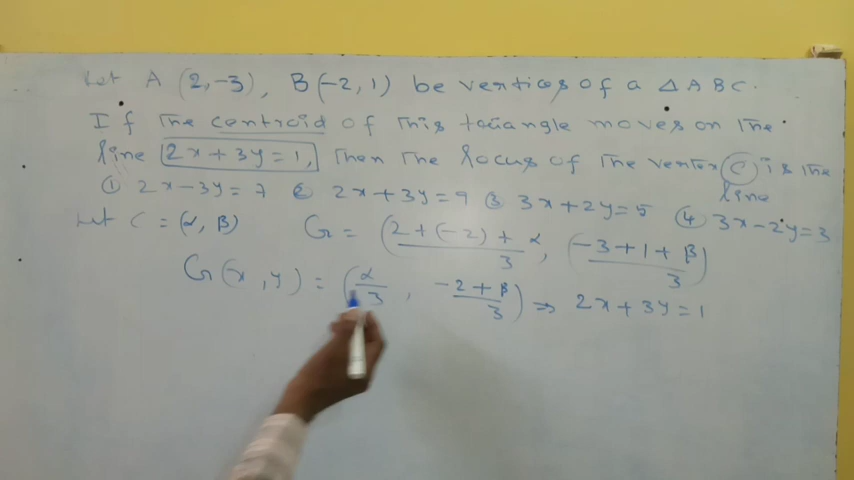 Let A (2,-3), B(-2,1) be vertices of a △ABC.
If The centroid of This triangle moves on The
line 2x+3y=1, Then The locus of The vertex C is The line
① 2x-3y=7 ② 2x+3y=9 ③ 3x+2y=5 ④ 3x-2y=3
Let C = (α, β) G = (2+(-2)+α/3, (-3+1+β)/3)
G(x,y) = (α/3, -2+β/3) ⇒ 2x+3y=1